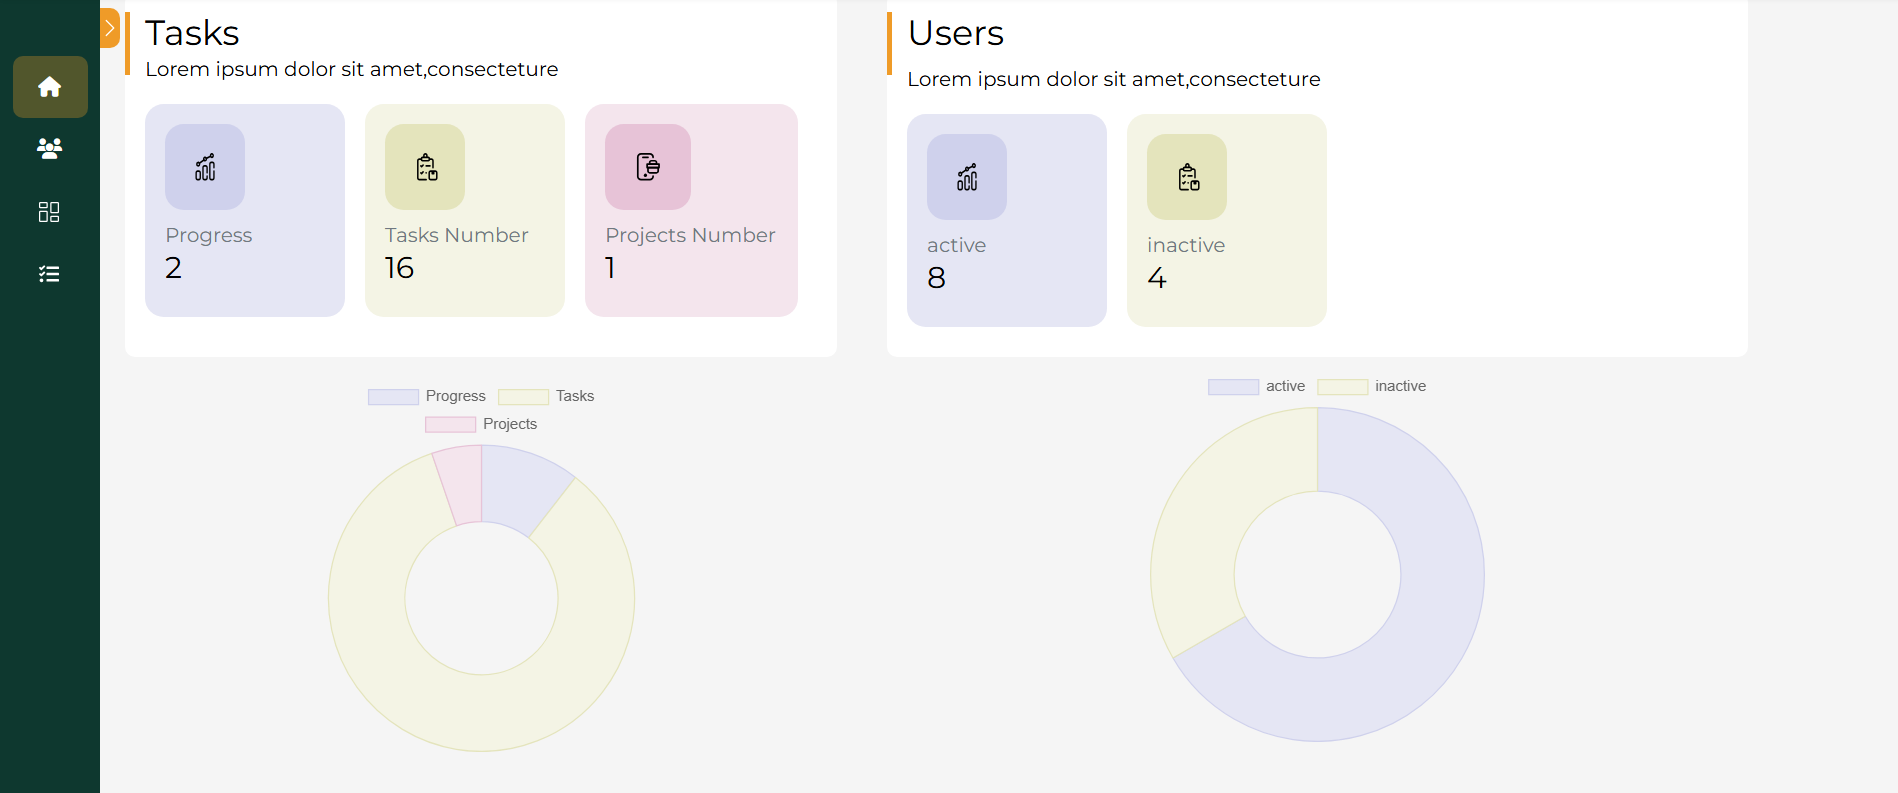 Tasks
Lorem ipsum dolor sit amet,consecteture
Progress
2
Tasks Number
16
Projects Number
1
Users
Lorem ipsum dolor sit amet,consecteture
active
8
inactive
4
Progress Tasks
Projects
active inactive